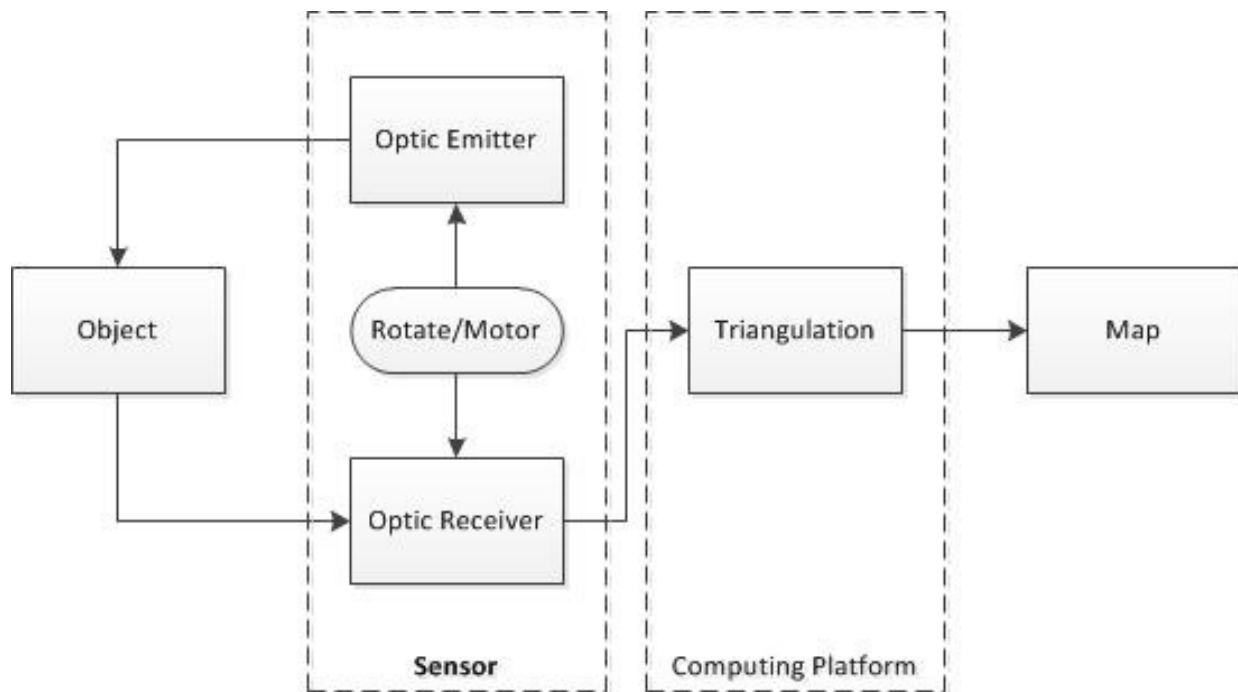 Optic Emitter
Object
Rotate/Motor
Triangulation
Map
Optic Receiver
Sensor
Computing Platform